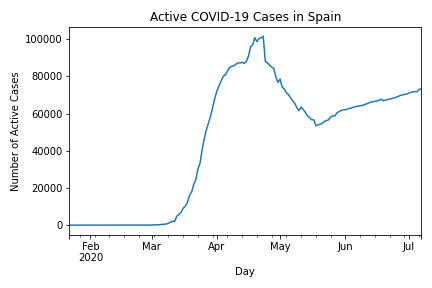 Active COVID-19 Cases in Spain
Number of Active Cases
100000
80000
60000
40000
20000
0
Feb Mar Apr May Jun Jul
2020
Day